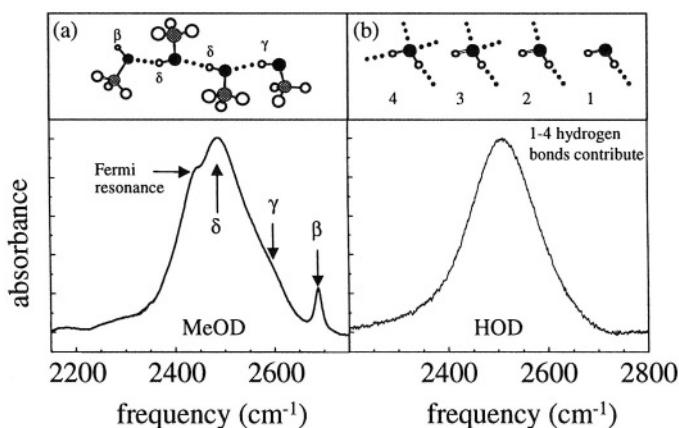 (a)
β
δ
δ
γ
(b)
4 3 2 1
Fermi
resonance
δ
γ
β
MeOD
1-4 hydrogen
bonds contribute
HOD
absorbance
2200 2400 2600
2400 2600 2800
frequency (cm⁻¹)
frequency (cm⁻¹)